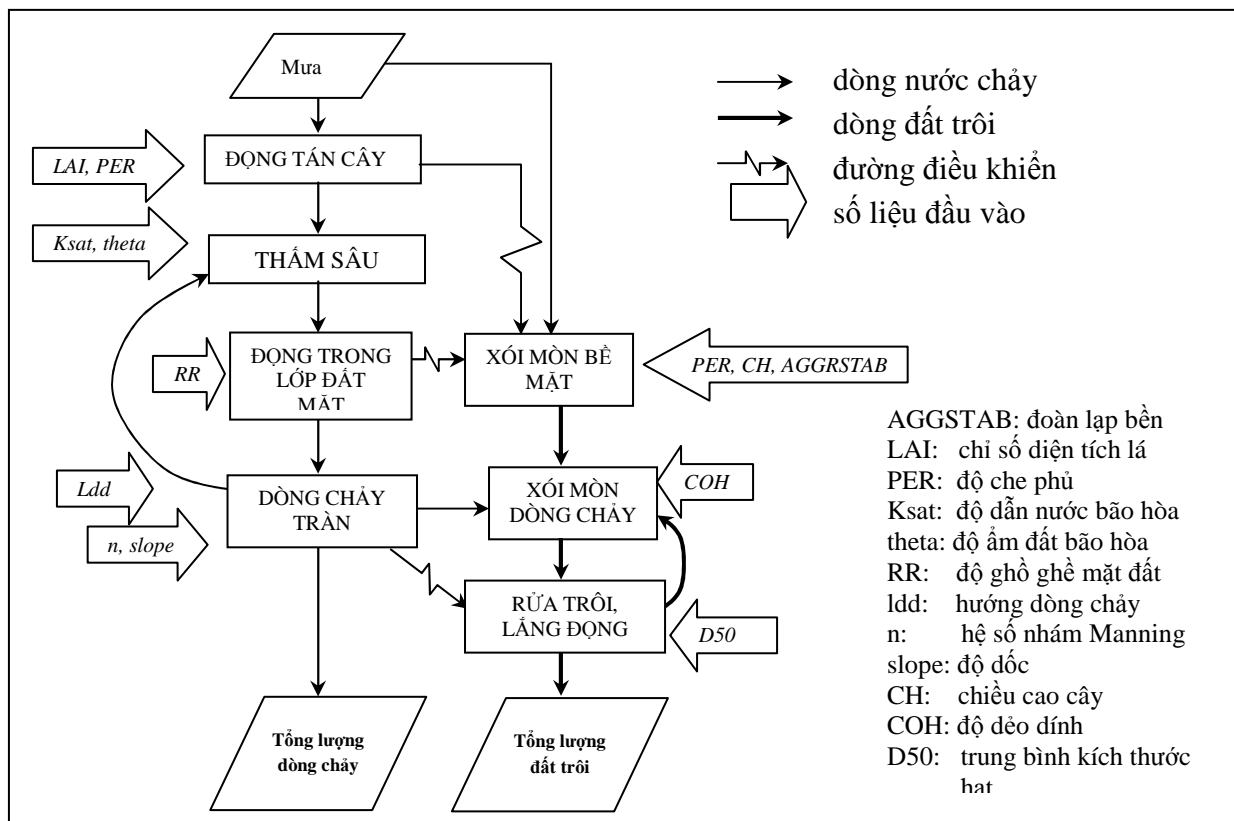 Mưa
dòng nước chảy
dòng đất trôi
đường điều khiển
số liệu đầu vào
LAI, PER
ĐỌNG TÁN CÂY
Ksat, theta
THẤM SÂU
RR
ĐỌNG TRONG
LỚP ĐẤT
MẶT
XÓI MÒN BỀ
MẶT
PER, CH, AGGRSTAB
Ldd
n, slope
DÒNG CHẢY
TRÀN
XÓI MÒN
DÒNG CHẢY
COH
RỬA TRÔI,
LẮNG ĐỌNG
D50
Tổng lượng
dòng chảy
Tổng lượng
đất trôi
AGGSTAB: đoàn lạp bền
LAI: chỉ số diện tích lá
PER: độ che phủ
Ksat: độ dẫn nước bão hòa
theta: độ ẩm đất bão hòa
RR: độ ghồ ghề mặt đất
ldd: hướng dòng chảy
n: hệ số nhám Manning
slope: độ dốc
CH: chiều cao cây
COH: độ dẻo dính
D50: trung bình kích thước
hạt